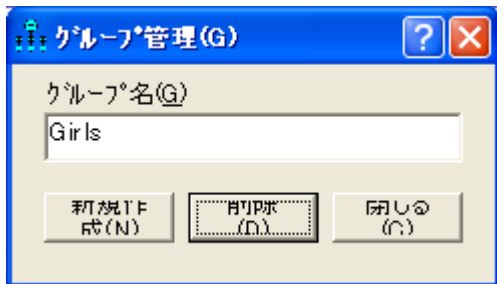 ｸﾞﾙｰﾌﾟ管理(G)
ｸﾞﾙｰﾌﾟ名(G)
Girls
新規作
成(N)
削除
(D)
閉じる
(C)